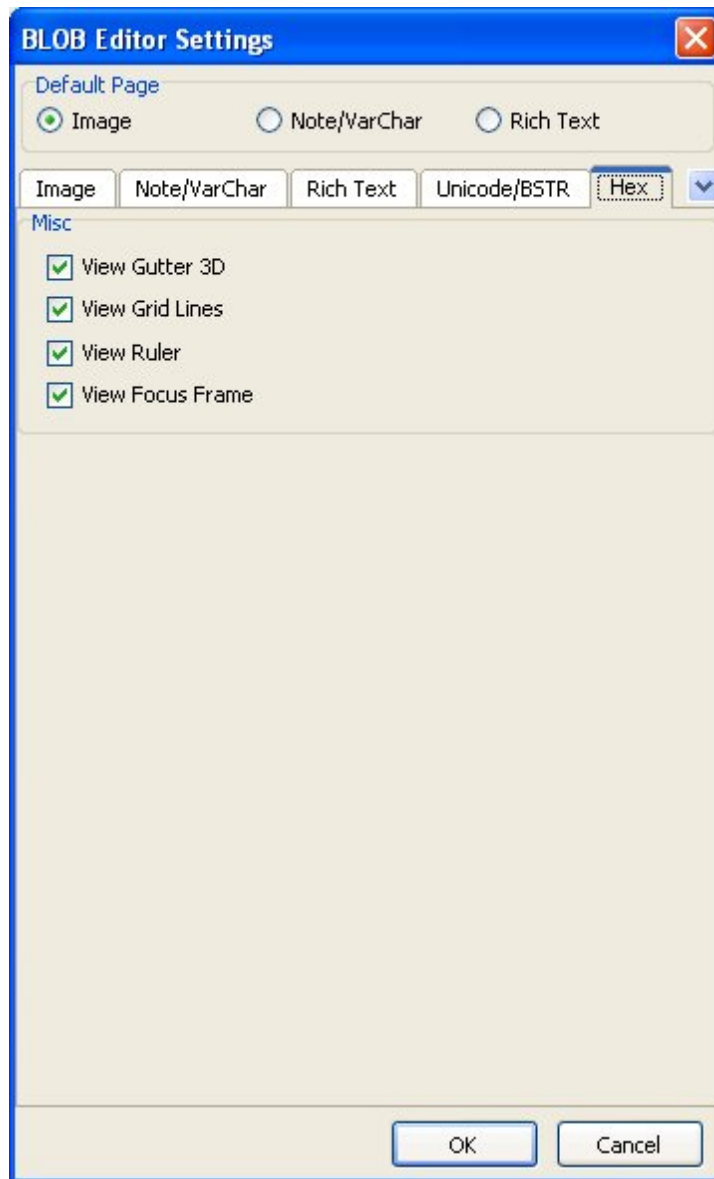 BLOB Editor Settings
Default Page
Image Note/VarChar Rich Text
Image Note/VarChar Rich Text Unicode/BSTR Hex
Misc
View Gutter 3D
View Grid Lines
View Ruler
View Focus Frame
OK Cancel